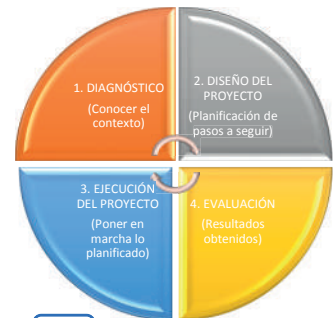 1. DIAGNÓSTICO
(Conocer el
contexto)
2. DISEÑO DEL
PROYECTO
(Planificación de
pasos a seguir)
3. EJECUCIÓN
DEL PROYECTO
(Poner en
marcha lo
planificado)
4. EVALUACIÓN
(Resultados
obtenidos)